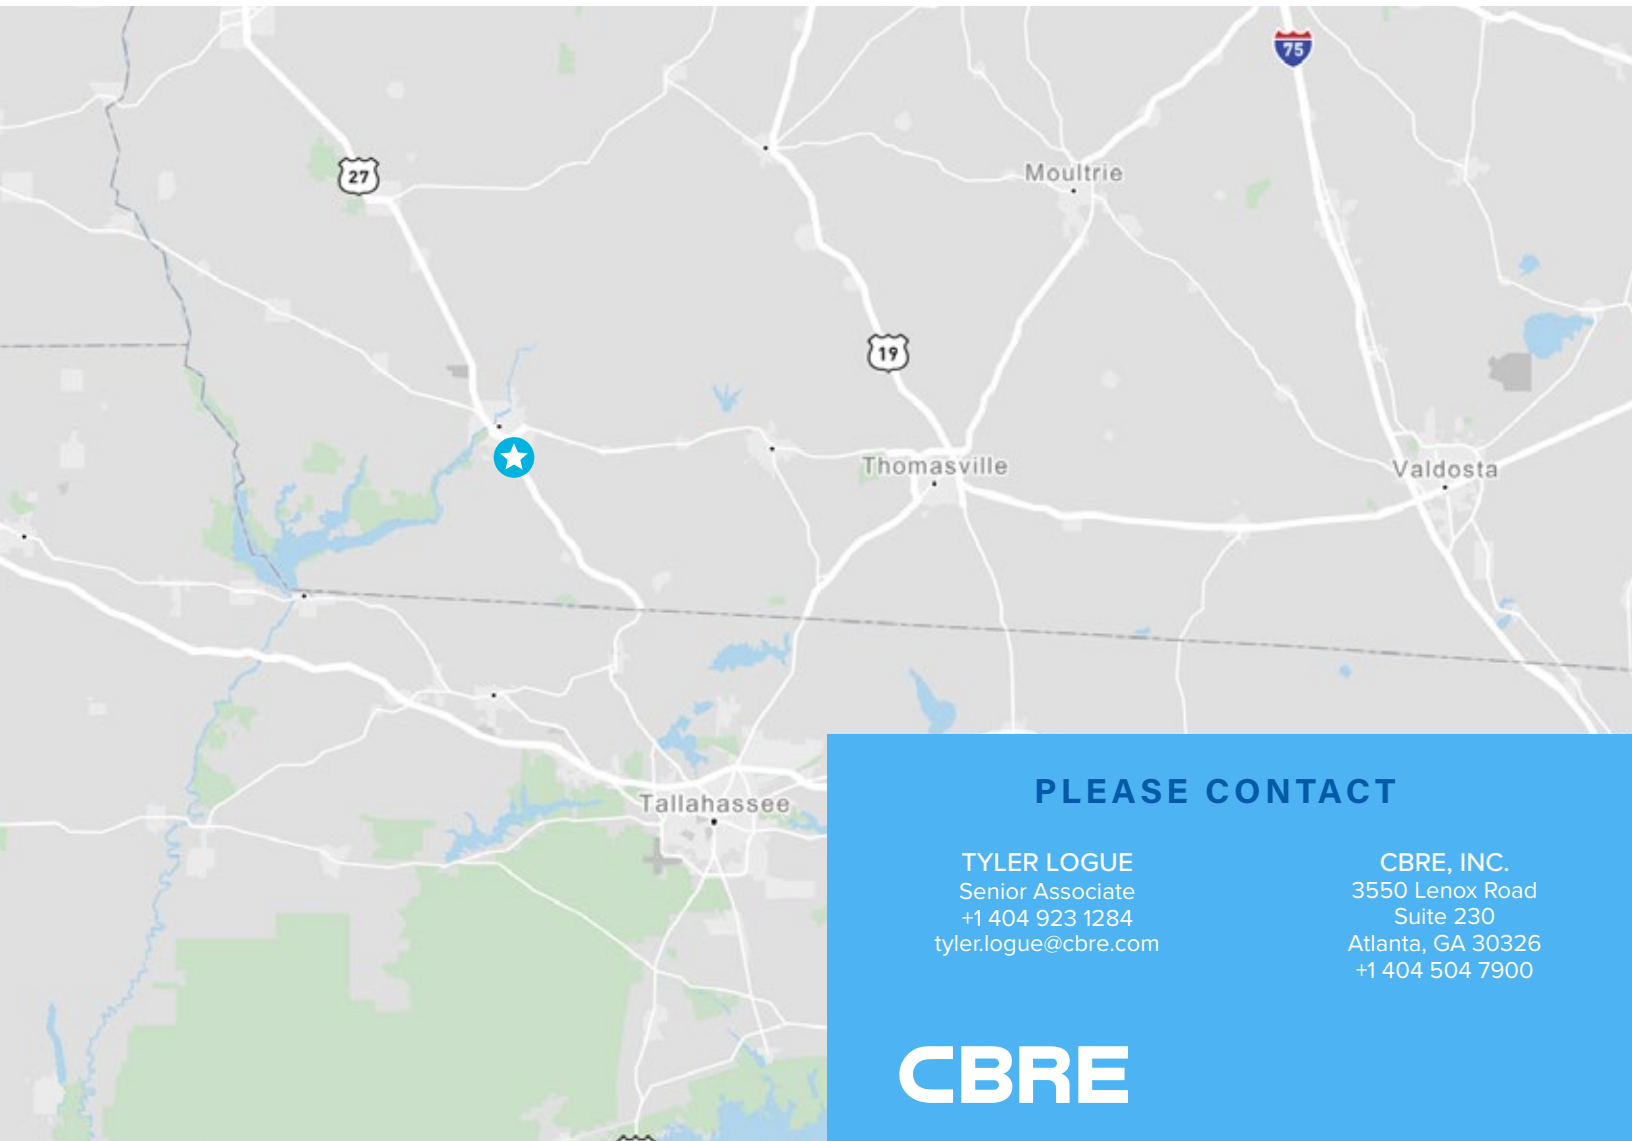 75
27
Moultrie
19
Thomasville
Valdosta
Tallahassee
PLEASE CONTACT
TYLER LOGUE
Senior Associate
+1 404 923 1284
tyler.logue@cbre.com
CBRE, INC.
3550 Lenox Road
Suite 230
Atlanta, GA 30326
+1 404 504 7900
CBRE